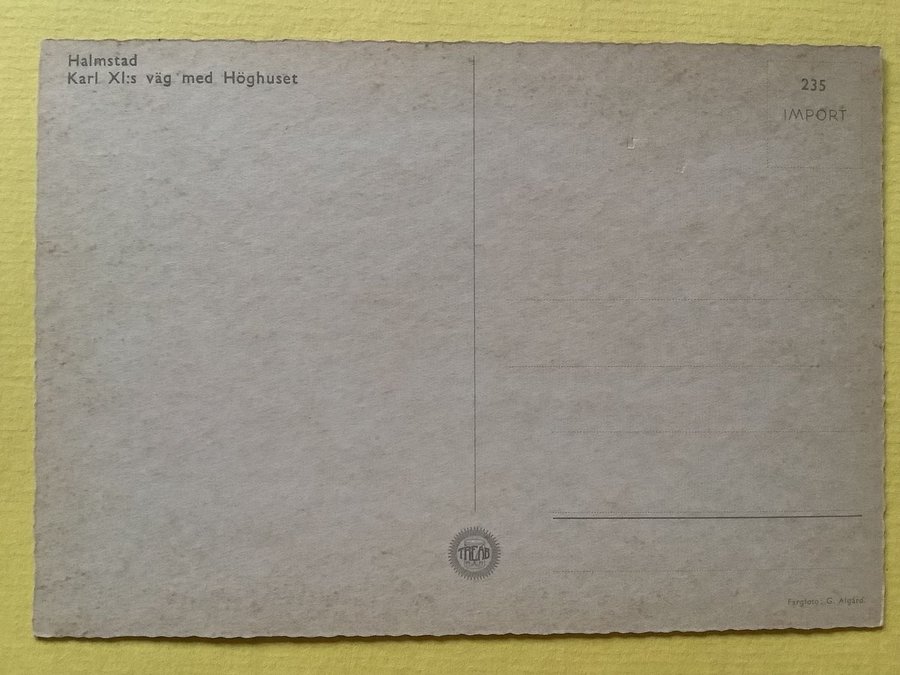 Halmstad
Karl XI:s väg med Höghuset
235
IMPORT
Färgfoto: G. Algård.